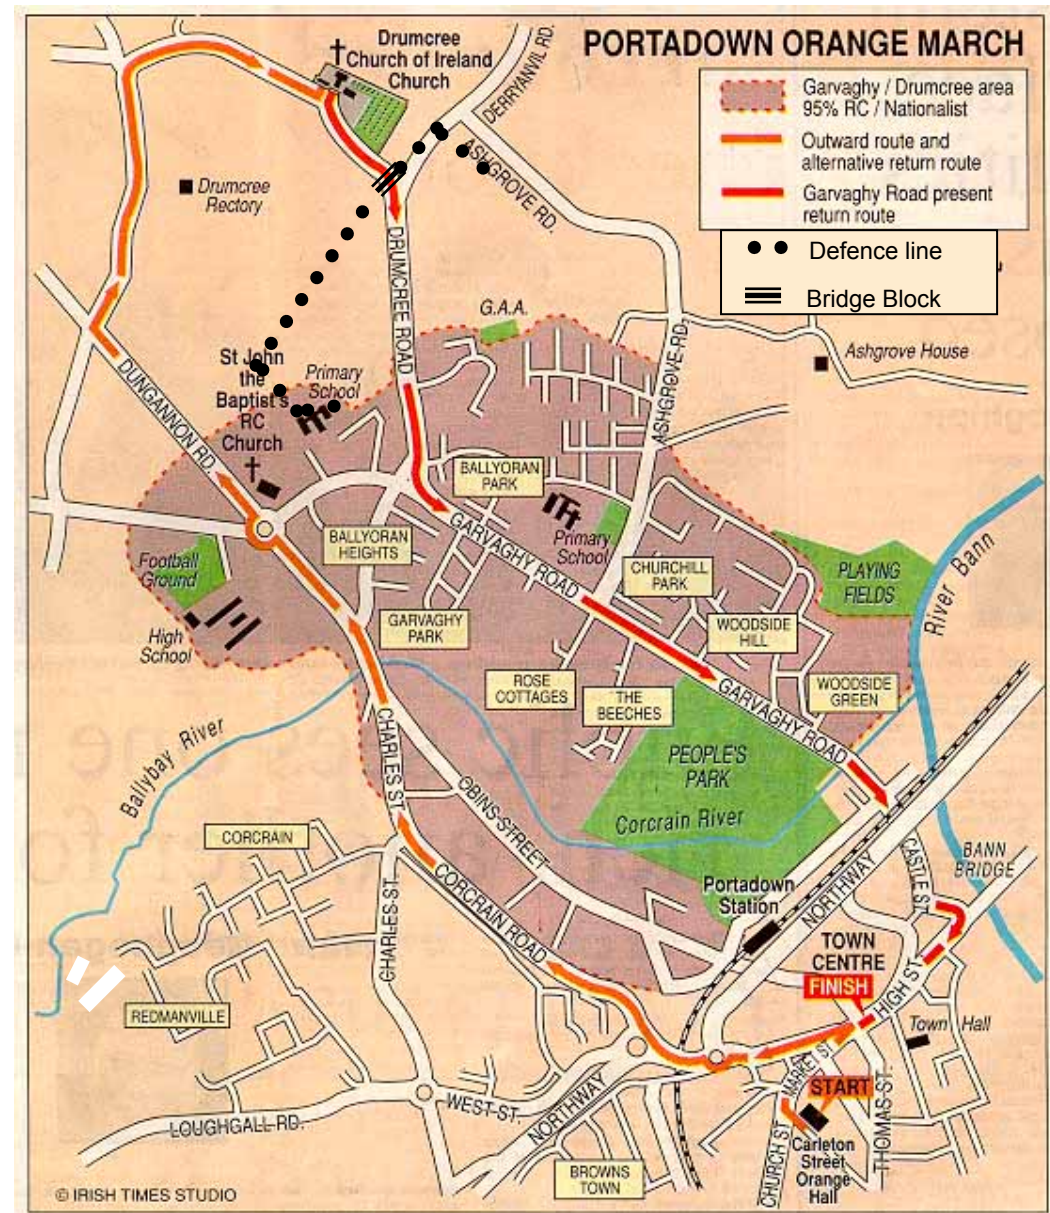 PORTADOWN ORANGE MARCH
Garvaghy / Drumcree area
95% RC / Nationalist
Outward route and
alternative return route
Garvaghy Road present
return route
Defence line
Bridge Block
Drumcree
Church of Ireland
Church
DERRYANVIL RD.
ASHGROVE RD.
Drumcree
Rectory
DRUMCREE ROAD
G.A.A.
ASHGROVE RD.
Ashgrove House
St John
the
Baptist's
RC
Church
Primary
School
DUNGANNON RD.
BALLYORAN
PARK
BALLYORAN
HEIGHTS
GARVAGHY ROAD
Primary
School
Football
Ground
High
School
GARVAGHY
PARK
CHURCHILL
PARK
WOODSIDE
HILL
PLAYING
FIELDS
River Bann
ROSE
COTTAGES
THE
BEECHES
GARVAGHY ROAD
WOODSIDE
GREEN
PEOPLE'S
PARK
Corcrain River
Ballybay River
CHARLES ST.
OBINS STREET
CORCRAIN
CORCRAIN ROAD
CHARLES ST.
Portadown
Station
NORTHWAY
CASTLE ST.
BANN
BRIDGE
TOWN
CENTRE
FINISH
HIGH ST.
Town Hall
REDMANVILLE
MARKET ST.
START
LOUGHGALL RD.
WEST ST.
NORTHWAY
BROWNS
TOWN
CHURCH ST.
Carleton
Street
Orange
Hall
THOMAS ST.
© IRISH TIMES STUDIO